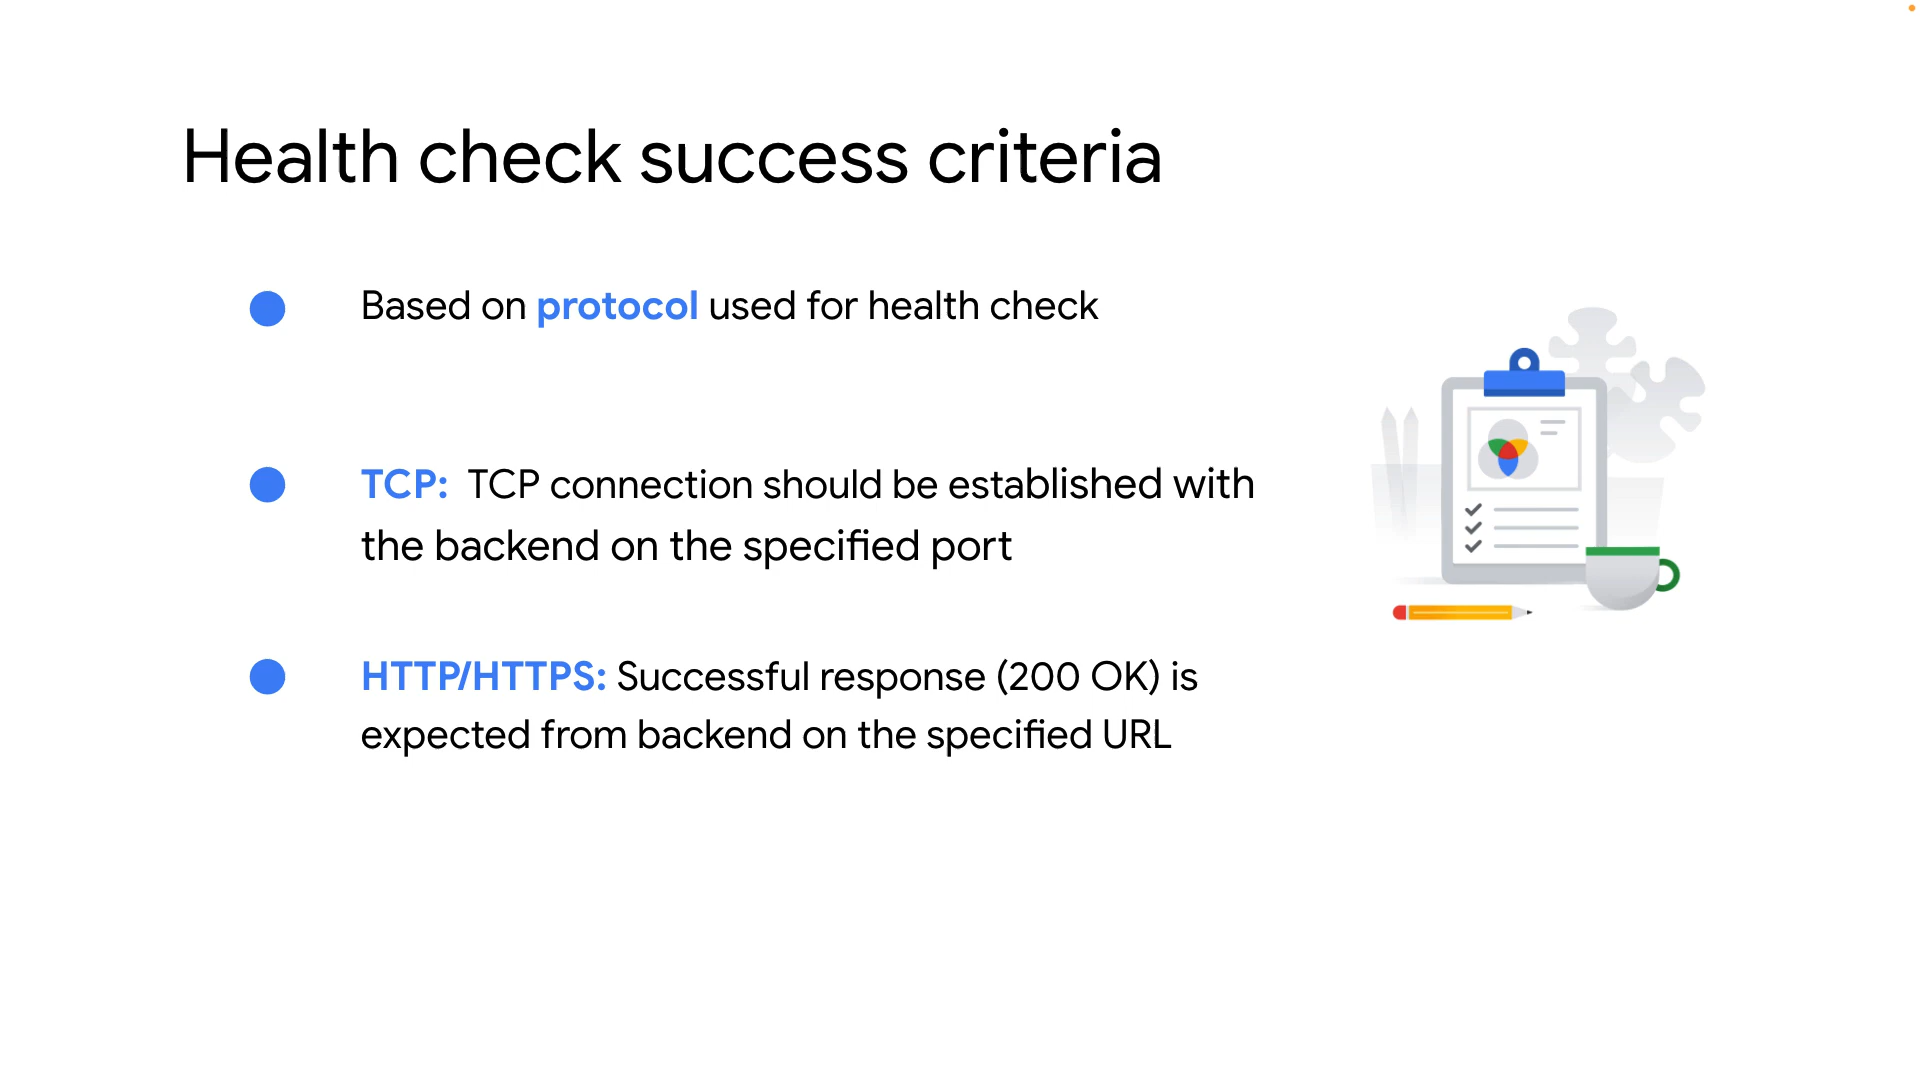 Health check success criteria
Based on protocol used for health check
TCP: TCP connection should be established with
the backend on the specified port
HTTP/HTTPS: Successful response (200 OK) is
expected from backend on the specified URL